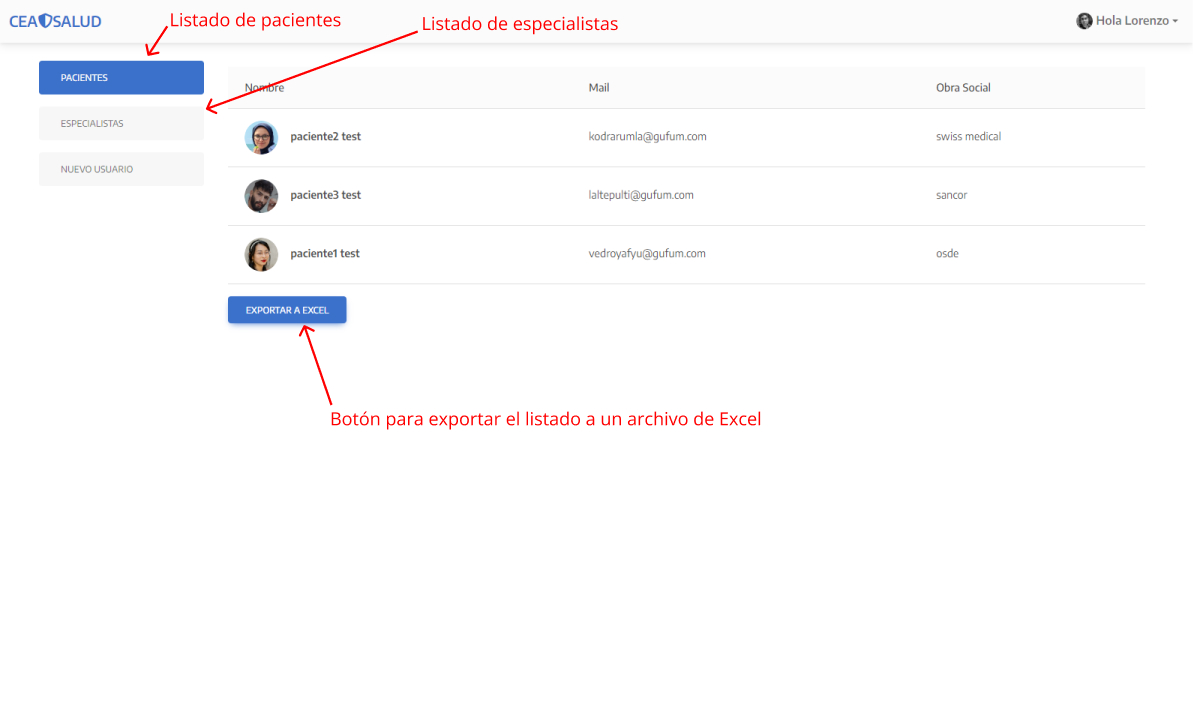 CEA SALUD
Listado de pacientes
Listado de especialistas
Hola Lorenzo
PACIENTES
ESPECIALISTAS
NUEVO USUARIO
Nombre Mail Obra Social
paciente2 test kodrarumla@gufum.com swiss medical
paciente3 test laltepulti@gufum.com sancor
paciente1 test vedroyafyu@gufum.com osde
EXPORTAR A EXCEL
Botón para exportar el listado a un archivo de Excel